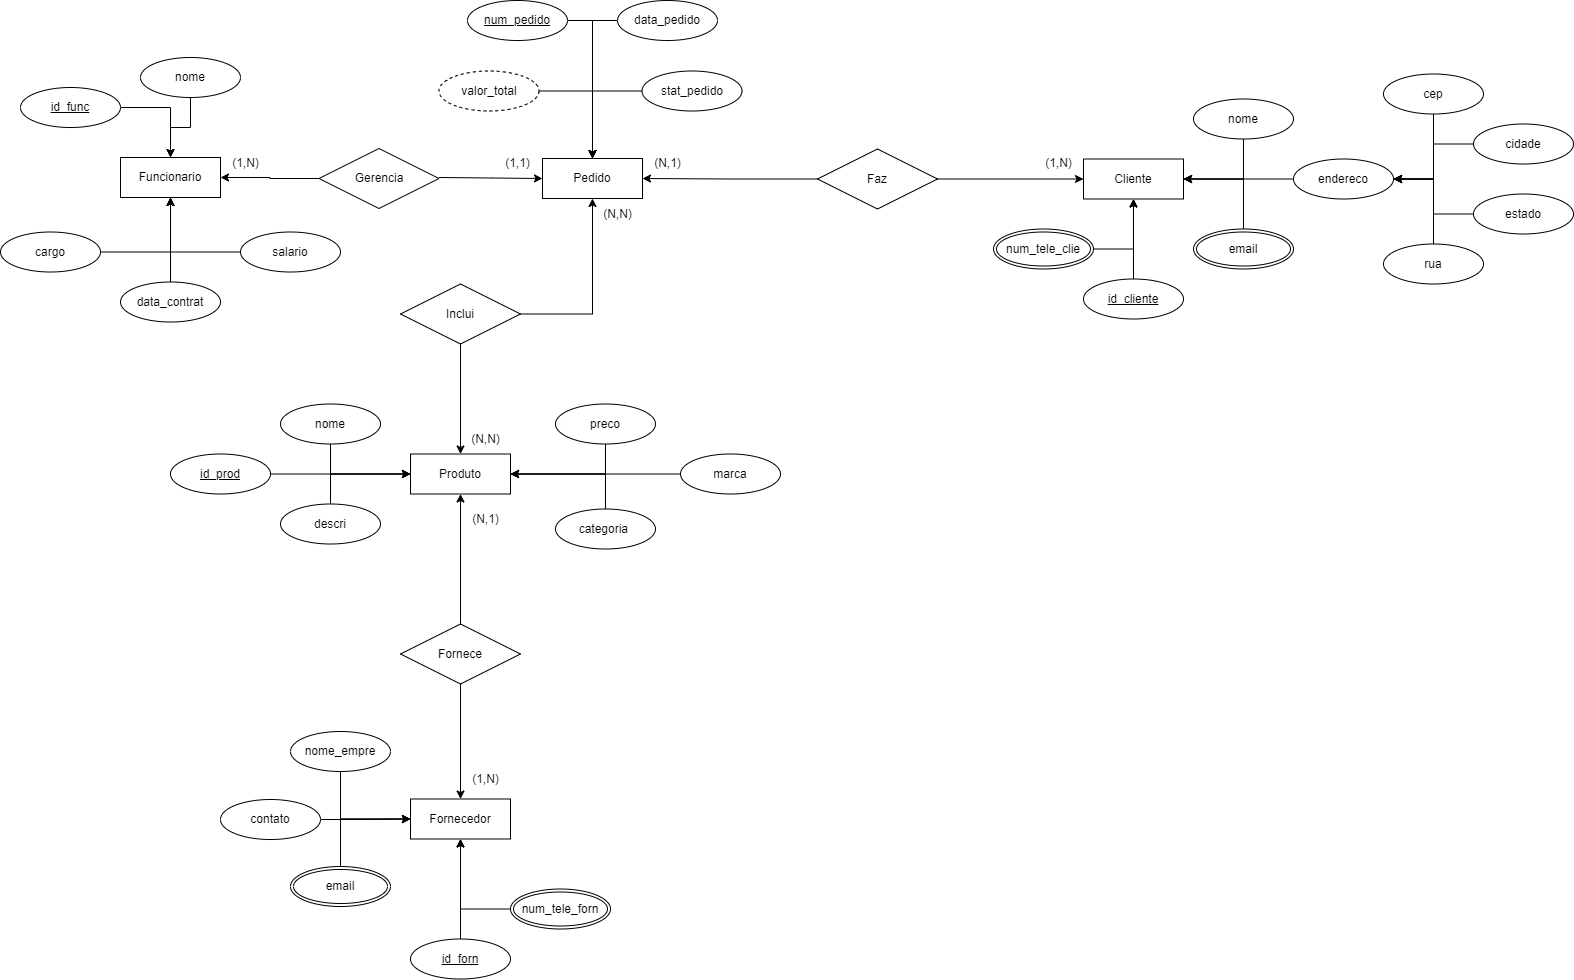 num_pedido
data_pedido
valor_total
stat_pedido
nome
id_func
Funcionario
(1,N)
Gerencia
(1,1)
Pedido
(N,1)
Faz
(1,N)
Cliente
nome
endereco
cep
cidade
estado
rua
cargo
salario
data_contrat
(N,N)
num_tele_clie
email
id_cliente
Inclui
(N,N)
nome
id_prod
descri
Produto
preco
marca
categoria
(N,1)
Fornece
(1,N)
nome_empre
contato
Fornecedor
email
num_tele_forn
id_forn